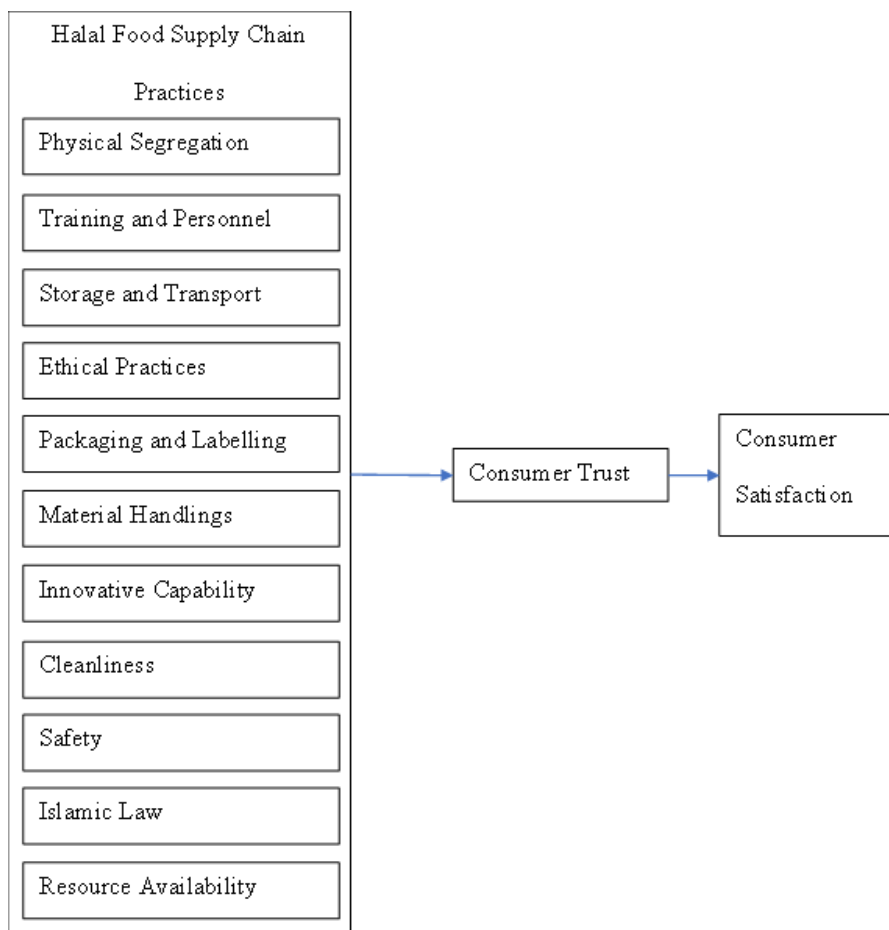 Halal Food Supply Chain
Practices
Physical Segregation
Training and Personnel
Storage and Transport
Ethical Practices
Packaging and Labelling
Material Handlings
Innovative Capability
Cleanliness
Safety
Islamic Law
Resource Availability
Consumer Trust
Consumer
Satisfaction